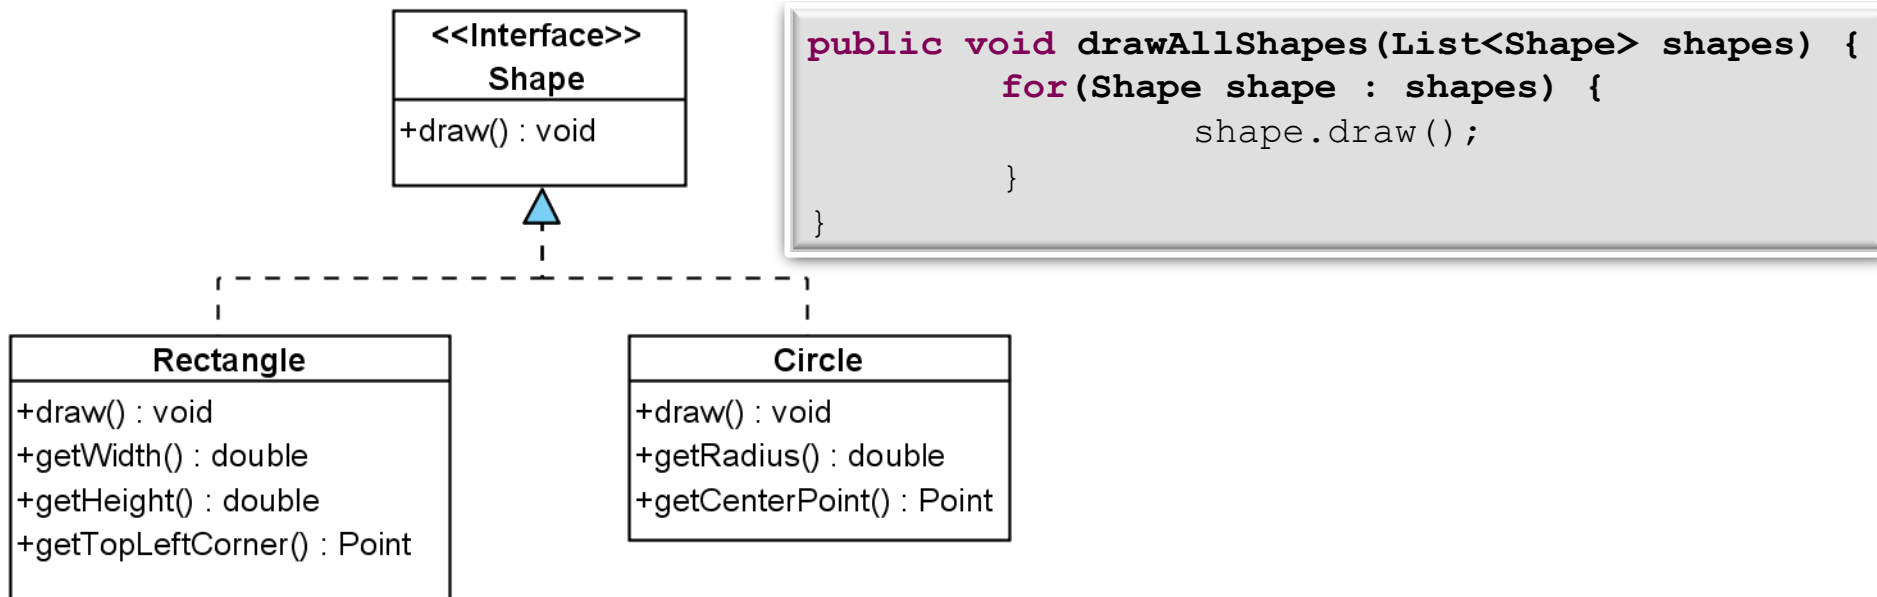 <<Interface>>
Shape
+draw() : void
public void drawAllShapes(List<Shape> shapes) {
for(Shape shape : shapes) {
shape.draw();
}
}
Rectangle
+draw() : void
+getWidth() : double
+getHeight() : double
+getTopLeftCorner() : Point
Circle
+draw() : void
+getRadius() : double
+getCenterPoint() : Point